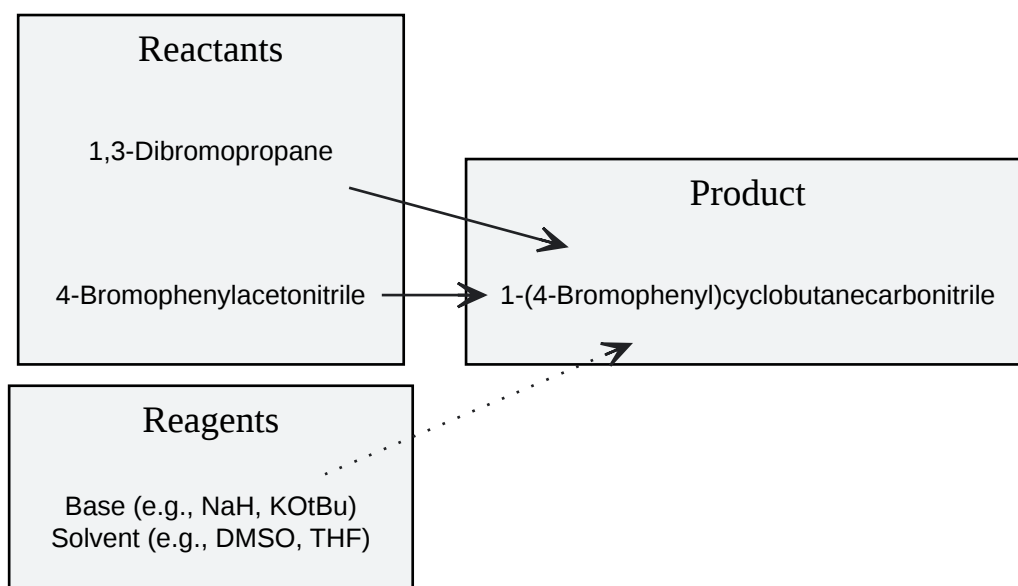 Reactants
1,3-Dibromopropane
4-Bromophenylacetonitrile
Product
1-(4-Bromophenyl)cyclobutanecarbonitrile
Reagents
Base (e.g., NaH, KOtBu)
Solvent (e.g., DMSO, THF)